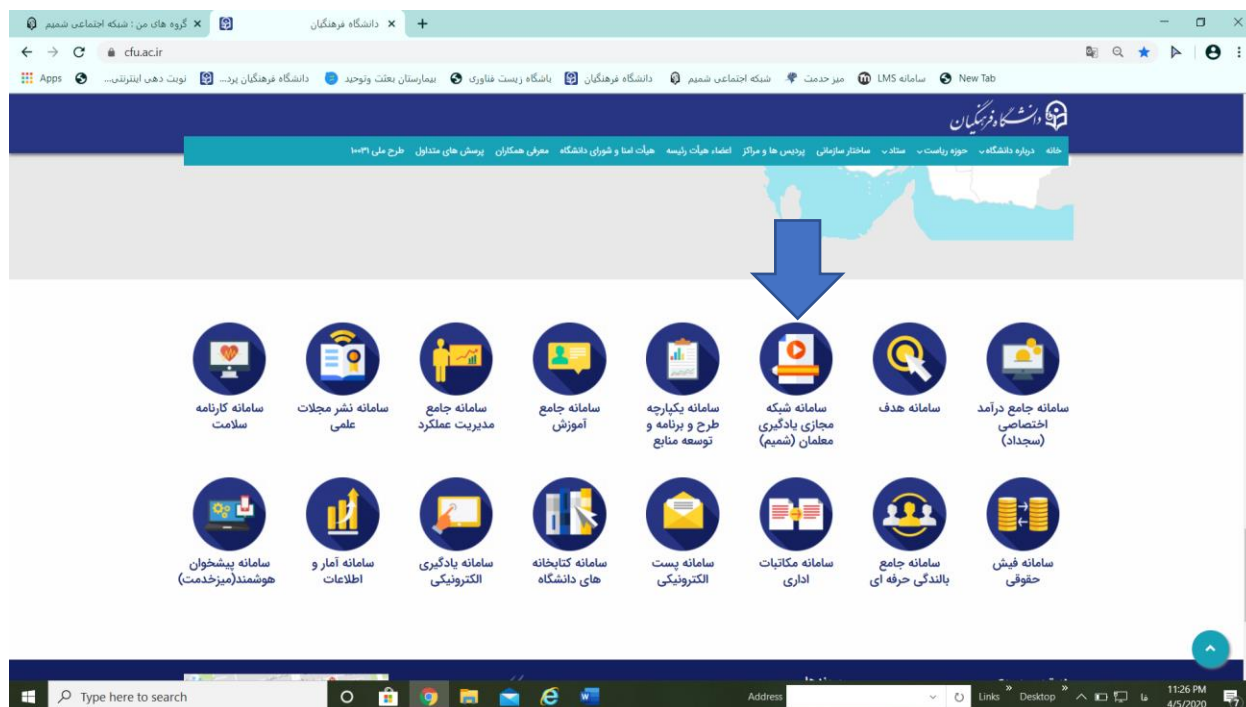 گروه های من : شبکه اجتماعی شمیم
دانشگاه فرهنگیان
cfu.ac.ir
Apps
نوبت دهی اینترنتی...
دانشگاه فرهنگیان پرد...
بیمارستان بعثت ونوحید
باشگاه زیست فناوری
دانشگاه فرهنگیان
شبکه اجتماعی شمیم
میز خدمت
سامانه LMS
New Tab
دانشگاه فرهنگیان
خانه درباره دانشگاه حوزه ریاست ستاد ساختار سازمانی پردیس ها و مراکز اعضاء هیأت رئیسه هیأت امنا و شورای دانشگاه معرفی همکاران پرسش های متداول طرح ملی ۱۰۰۳۱
سامانه جامع درآمد
اختصاصی
(سجداد)
سامانه هدف
سامانه شبکه
مجازی یادگیری
معلمان (شمیم)
سامانه یکپارچه
طرح و برنامه و
توسعه منابع
سامانه جامع
آموزش
سامانه جامع
مدیریت عملکرد
سامانه نشر مجلات
علمی
سامانه کارنامه
سلامت
سامانه فیش
حقوقی
سامانه جامع
بالندگی حرفه ای
سامانه مکاتبات
اداری
سامانه پست
الکترونیکی
سامانه کتابخانه
های دانشگاه
سامانه یادگیری
الکترونیکی
سامانه آمار و
اطلاعات
سامانه پیشخوان
هوشمند(میزخدمت)
Type here to search
Address
Links
Desktop
فا
11:26 PM
4/5/2020
7